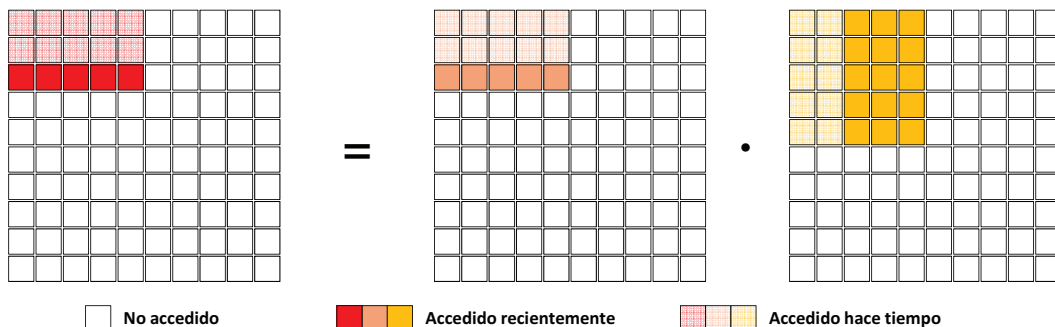 = ·
No accedido Accedido recientemente Accedido hace tiempo